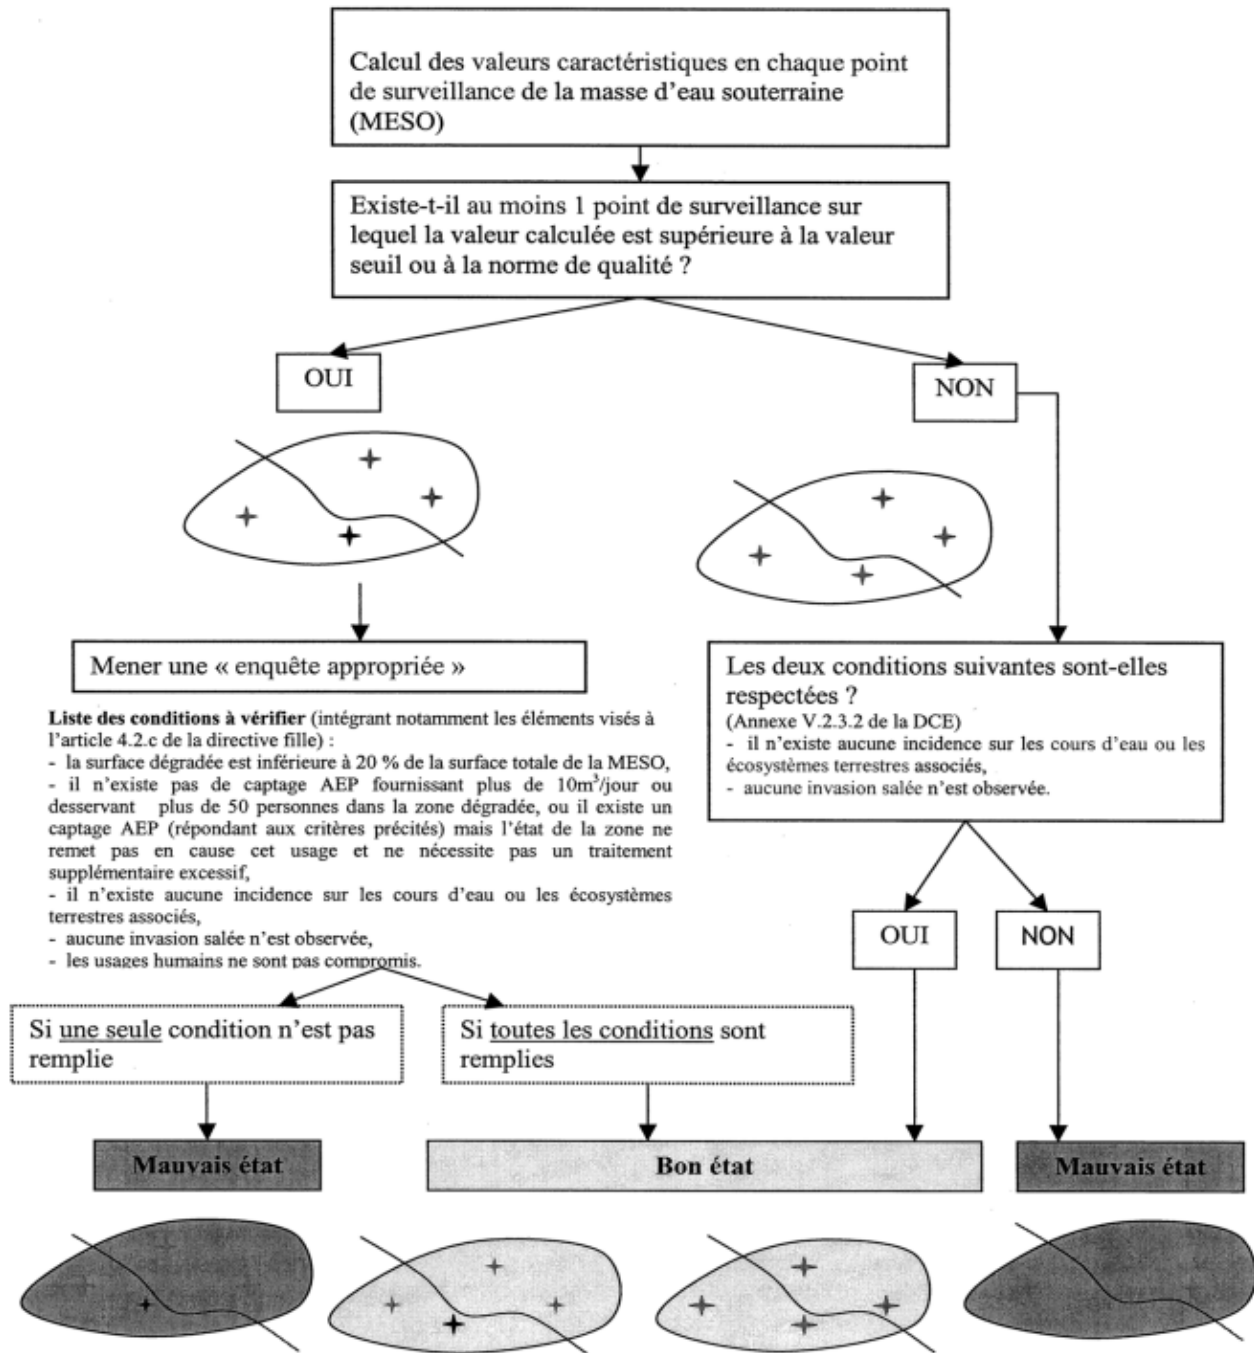 Calcul des valeurs caractéristiques en chaque point
de surveillance de la masse d'eau souterraine
(MESO)
Existe-t-il au moins 1 point de surveillance sur
lequel la valeur calculée est supérieure à la valeur
seuil ou à la norme de qualité ?
OUI
NON
Mener une « enquête appropriée »
Liste des conditions à vérifier (intégrant notamment les éléments visés à
l'article 4.2.c de la directive fille) :
- la surface dégradée est inférieure à 20 % de la surface totale de la MESO,
- il n'existe pas de captage AEP fournissant plus de 10m³/jour ou
desservant plus de 50 personnes dans la zone dégradée, ou il existe un
captage AEP (répondant aux critères précités) mais l'état de la zone ne
remet pas en cause cet usage et ne nécessite pas un traitement
supplémentaire excessif,
- il n'existe aucune incidence sur les cours d'eau ou les écosystèmes
terrestres associés,
- aucune invasion salée n'est observée,
- les usages humains ne sont pas compromis.
Les deux conditions suivantes sont-elles
respectées ?
(Annexe V.2.3.2 de la DCE)
- il n'existe aucune incidence sur les cours d'eau ou les
écosystèmes terrestres associés,
- aucune invasion salée n'est observée.
OUI
NON
Si une seule condition n'est pas
remplie
Si toutes les conditions sont
remplies
Mauvais état
Bon état
Mauvais état